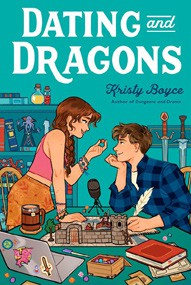 DATING and
DRAGONS
Kristy Boyce
Author of Dungeons and Drama